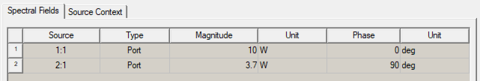 Spectral Fields Source Context
Source Type Magnitude Unit Phase Unit
1 1:1 Port 10 W 0 deg
2 2:1 Port 3.7 W 90 deg